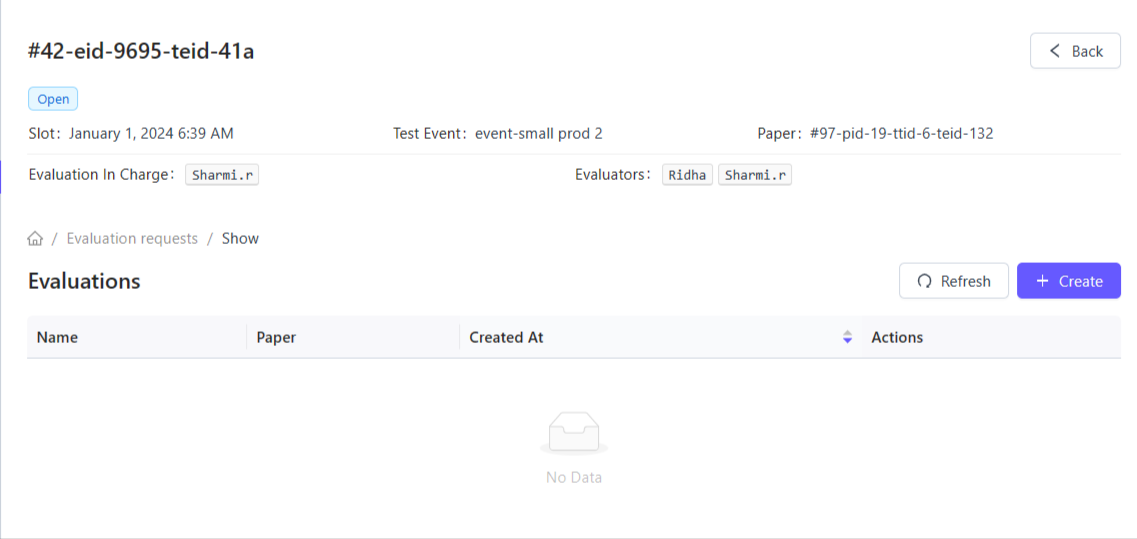 #42-eid-9695-teid-41a
Back
Open
Slot: January 1, 2024 6:39 AM
Test Event: event-small prod 2
Paper: #97-pid-19-ttid-6-teid-132
Evaluation In Charge: Sharmi.r
Evaluators: Ridha Sharmi.r
/ Evaluation requests / Show
Evaluations
Refresh
+ Create
Name
Paper
Created At
Actions
No Data